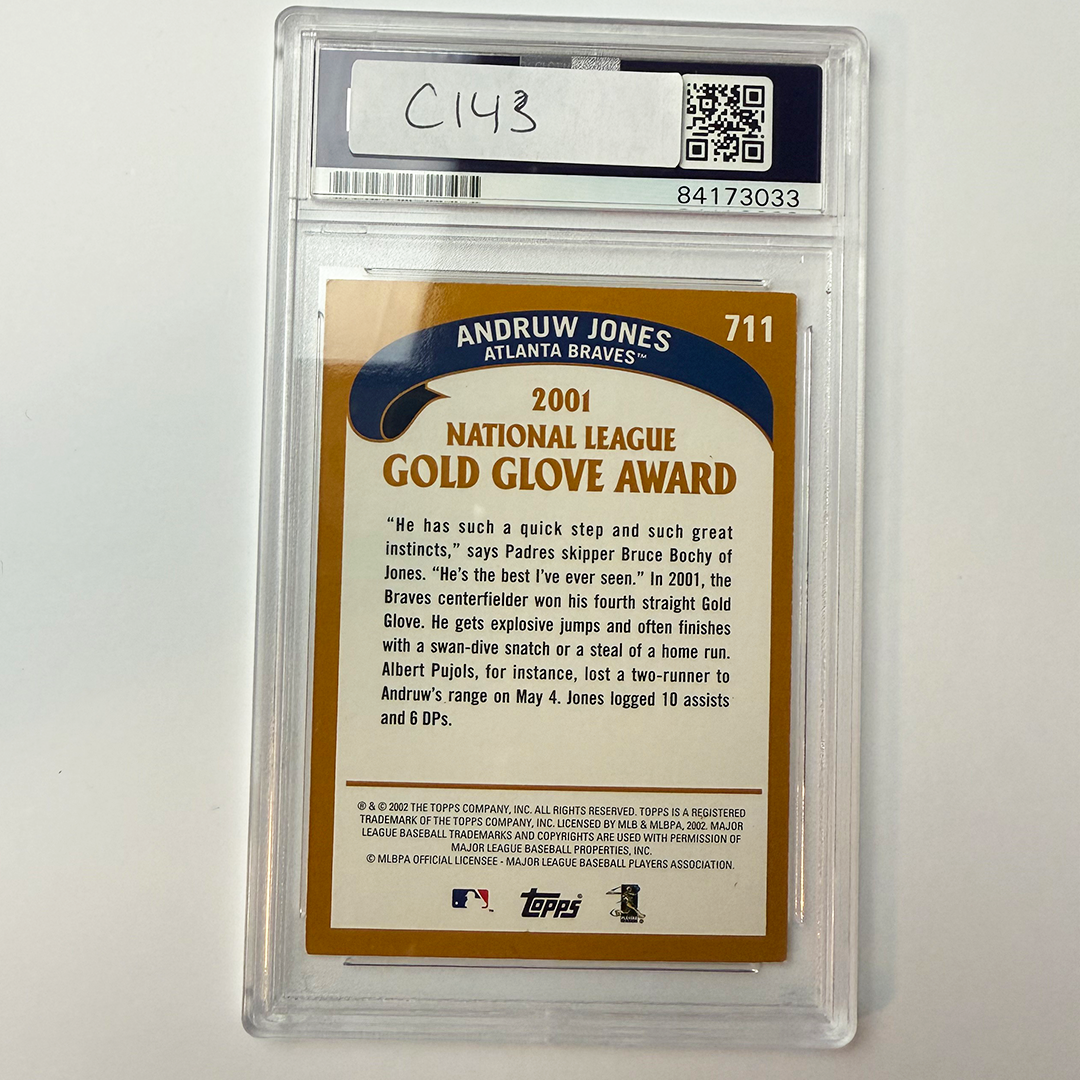 C143
84173033
711
ANDRUW JONES
ATLANTA BRAVES™
2001
NATIONAL LEAGUE
GOLD GLOVE AWARD
“He has such a quick step and such great
instincts,” says Padres skipper Bruce Bochy of
Jones. “He’s the best I’ve ever seen.” In 2001, the
Braves centerfielder won his fourth straight Gold
Glove. He gets explosive jumps and often finishes
with a swan-dive snatch or a steal of a home run.
Albert Pujols, for instance, lost a two-runner to
Andruw’s range on May 4. Jones logged 10 assists
and 6 DPs.
® & © 2002 THE TOPPS COMPANY, INC. ALL RIGHTS RESERVED. TOPPS IS A REGISTERED
TRADEMARK OF THE TOPPS COMPANY, INC. LICENSED BY MLB & MLBPA, 2002. MAJOR
LEAGUE BASEBALL TRADEMARKS AND COPYRIGHTS ARE USED WITH PERMISSION OF
MAJOR LEAGUE BASEBALL PROPERTIES, INC.
© MLBPA OFFICIAL LICENSEE - MAJOR LEAGUE BASEBALL PLAYERS ASSOCIATION.
Topps®